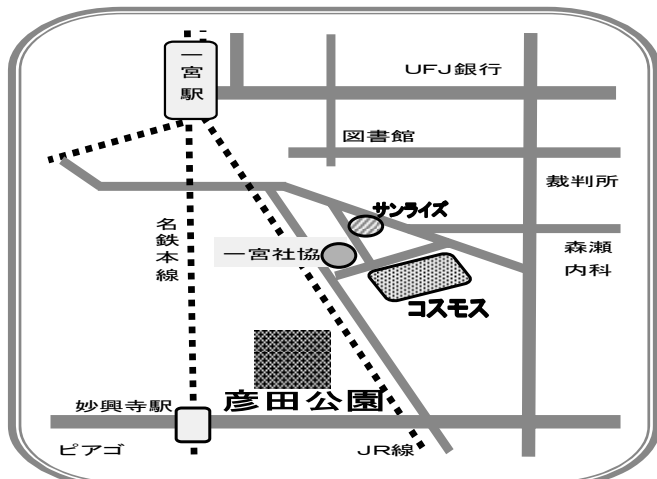 一宮駅
UFJ銀行
図書館
裁判所
サンライズ
名鉄本線
一宮社協
森瀬
内科
コスモス
彦田公園
妙興寺駅
ピアゴ
JR線